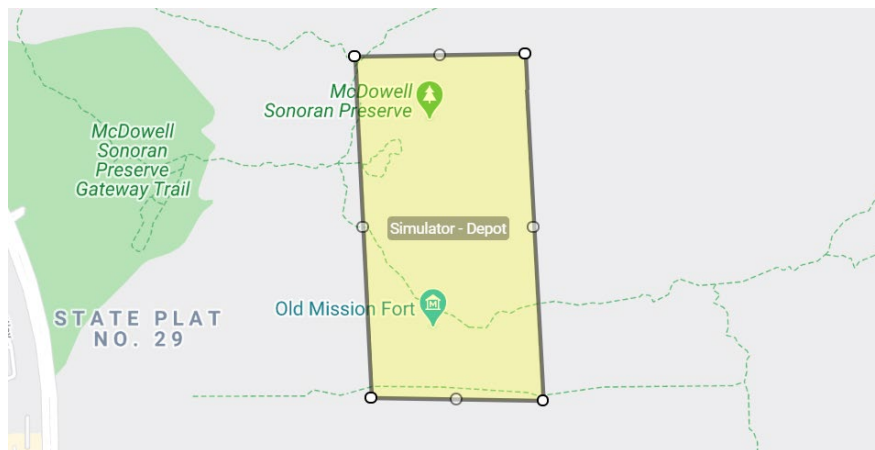 McDowell
Sonoran Preserve
McDowell
Sonoran
Preserve
Gateway Trail
Simulator - Depot
Old Mission Fort
STATE PLAT
NO. 29